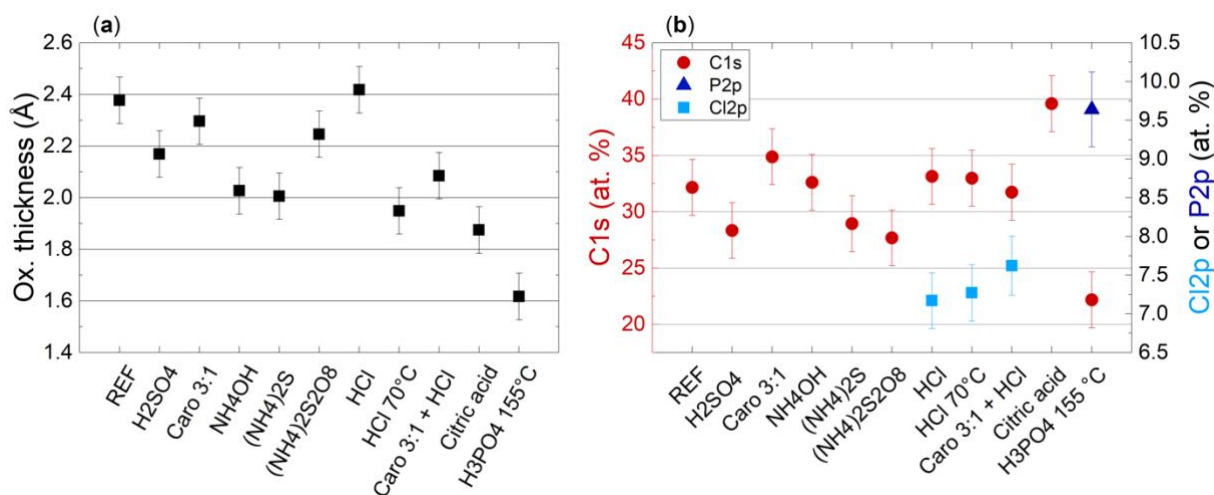 (a)
Ox. thickness (Å)
2.6
2.4
2.2
2.0
1.8
1.6
1.4
REF
H2SO4
Caro 3:1
NH4OH
(NH4)2S
(NH4)2S2O8
HCl
HCl 70°C
Caro 3:1 + HCl
Citric acid
H3PO4 155°C
(b)
C1s (at. %)
45
40
35
30
25
20
C1s
P2p
Cl2p
10.5
10.0
9.5
9.0
8.5
8.0
7.5
7.0
6.5
Cl2p or P2p (at. %)
REF
H2SO4
Caro 3:1
NH4OH
(NH4)2S
(NH4)2S2O8
HCl
HCl 70°C
Caro 3:1 + HCl
Citric acid
H3PO4 155 °C